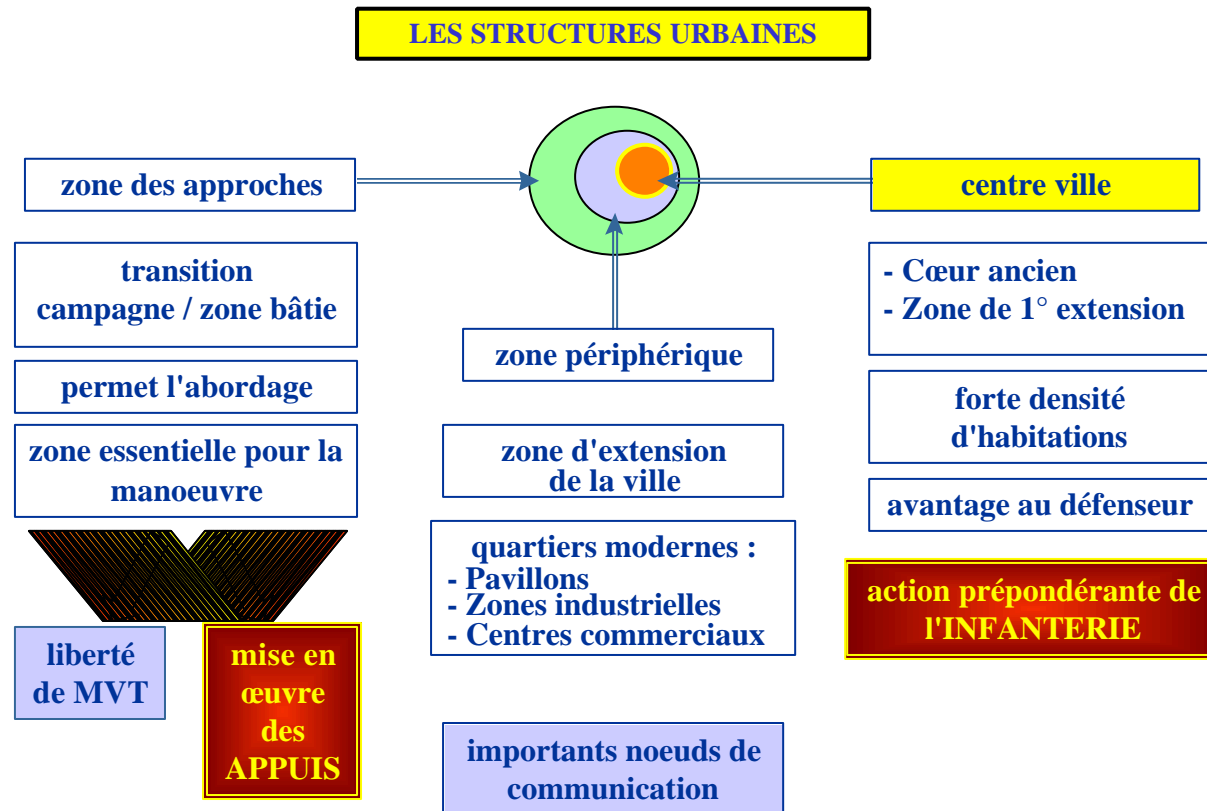 LES STRUCTURES URBAINES
zone des approches
transition
campagne / zone bâtie
permet l'abordage
zone essentielle pour la
manoeuvre
liberté
de MVT
mise en
œuvre
des
APPUIS
zone périphérique
zone d'extension
de la ville
quartiers modernes :
- Pavillons
- Zones industrielles
- Centres commerciaux
importants noeuds de
communication
centre ville
- Cœur ancien
- Zone de 1° extension
forte densité
d'habitations
avantage au défenseur
action prépondérante de
l'INFANTERIE